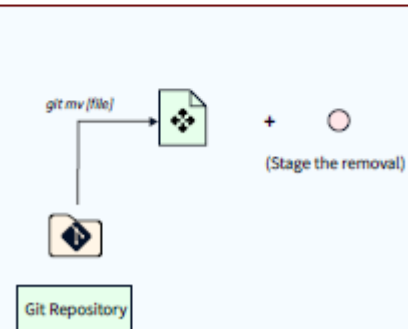 git mv [file]
+
(Stage the removal)
Git Repository